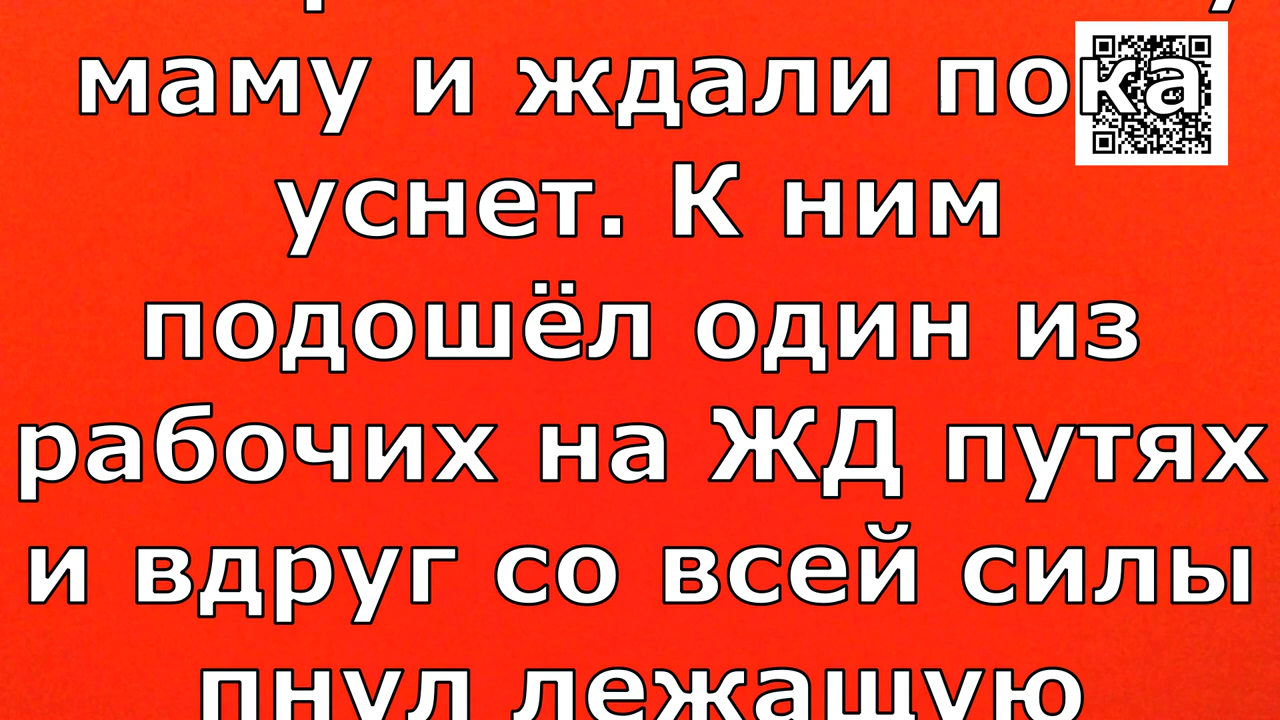 маму и ждали пока
уснет. К ним
подошёл один из
рабочих на ЖД путях
и вдруг со всей силы
пнул лежащую